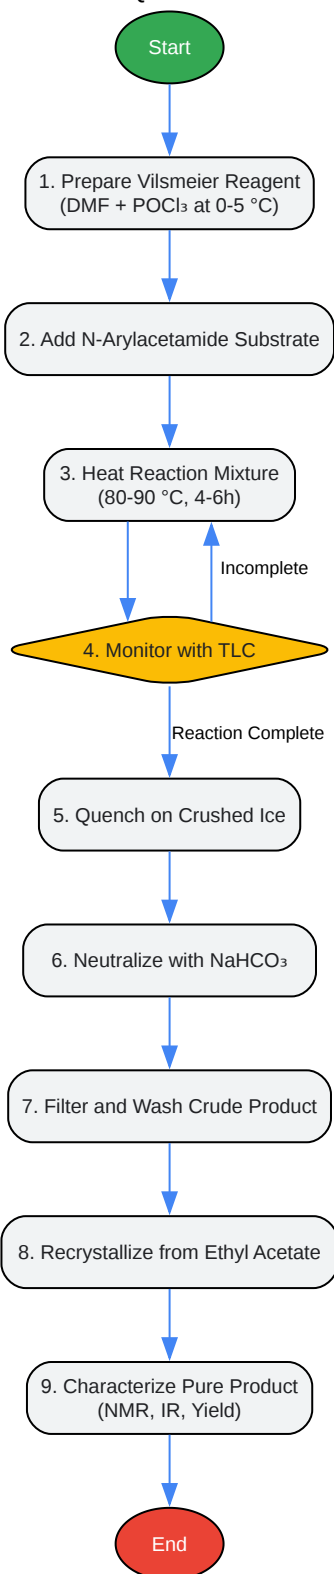 Start
1. Prepare Vilsmeier Reagent
(DMF + POCl₃ at 0-5 °C)
2. Add N-Arylacetamide Substrate
3. Heat Reaction Mixture
(80-90 °C, 4-6h)
Incomplete
4. Monitor with TLC
Reaction Complete
5. Quench on Crushed Ice
6. Neutralize with NaHCO₃
7. Filter and Wash Crude Product
8. Recrystallize from Ethyl Acetate
9. Characterize Pure Product
(NMR, IR, Yield)
End